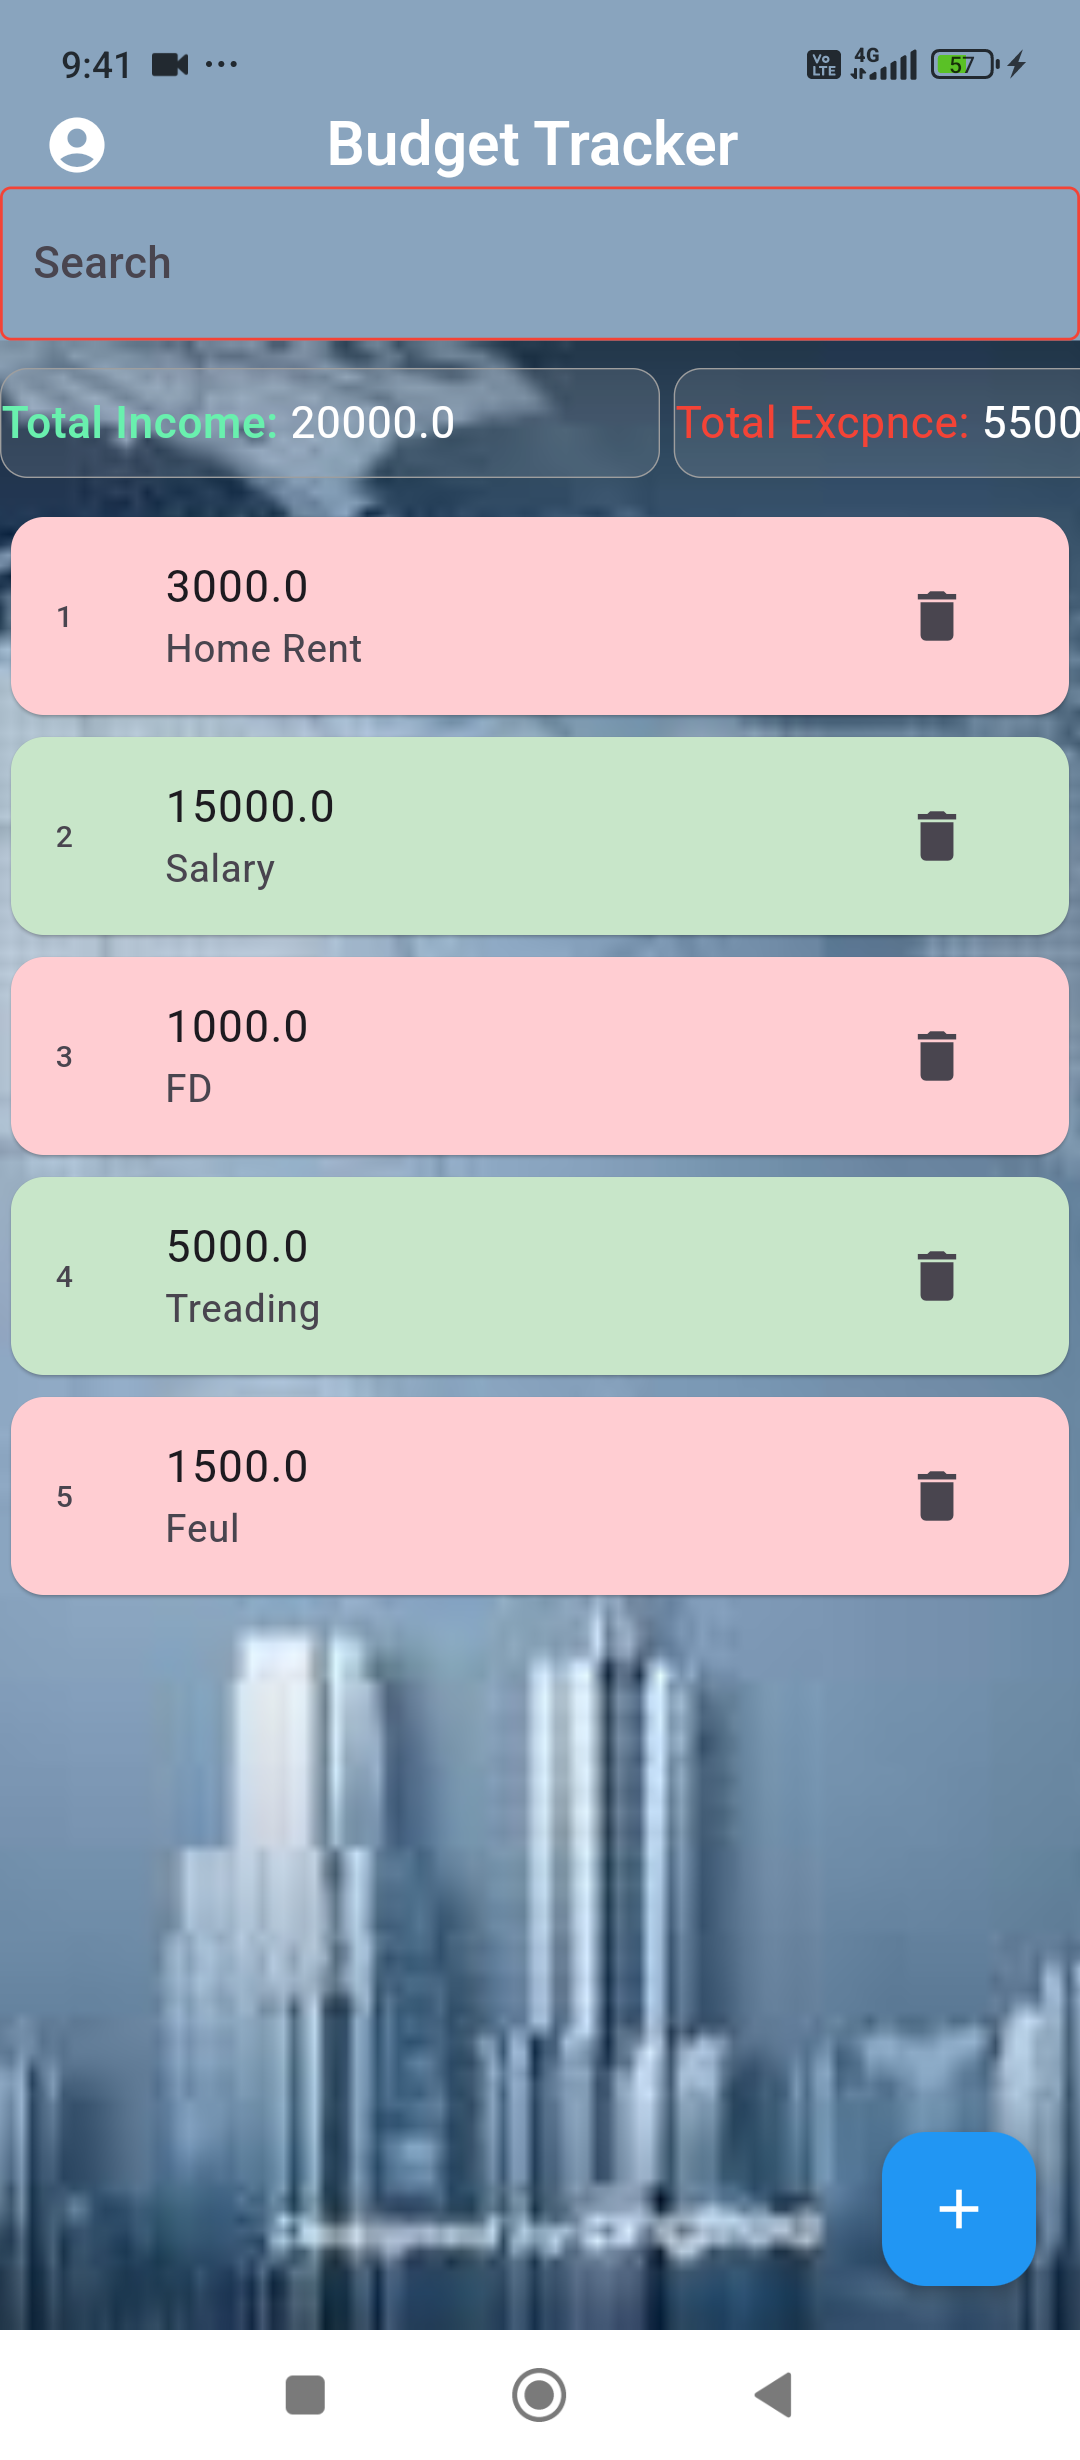 9:41
Vo LTE 4G 57
Budget Tracker
Search
Total Income: 20000.0
Total Excpnce: 5500
1
3000.0
Home Rent
2
15000.0
Salary
3
1000.0
FD
4
5000.0
Treading
5
1500.0
Feul